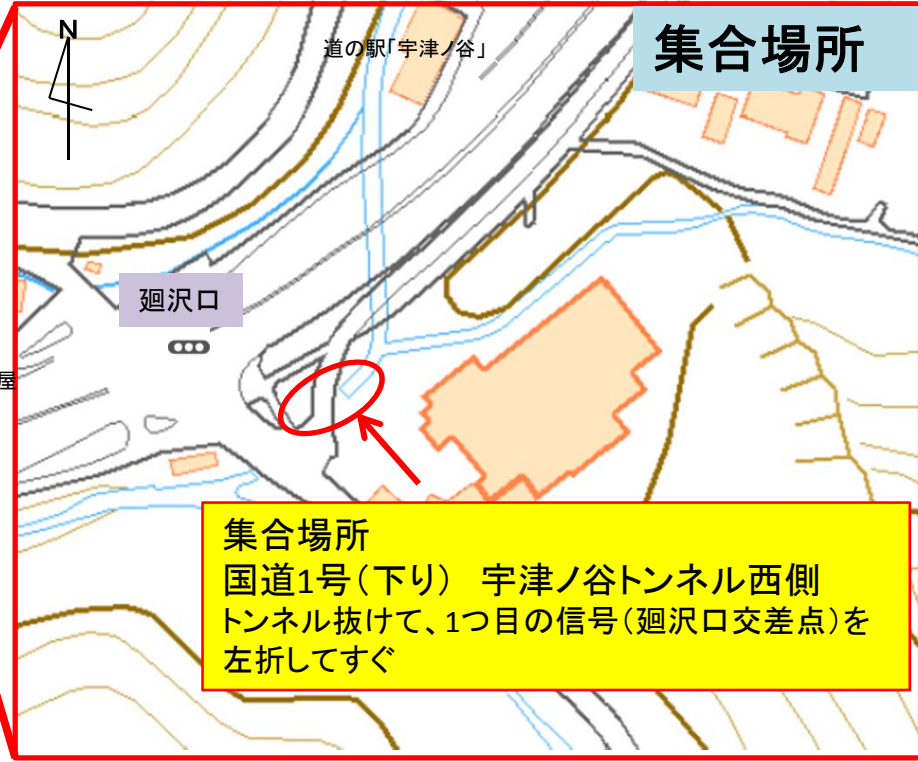 N
道の駅「宇津ノ谷」
集合場所
廻沢口
屋
集合場所
国道1号(下り) 宇津ノ谷トンネル西側
トンネル抜けて、1つ目の信号(廻沢口交差点)を
左折してすぐ